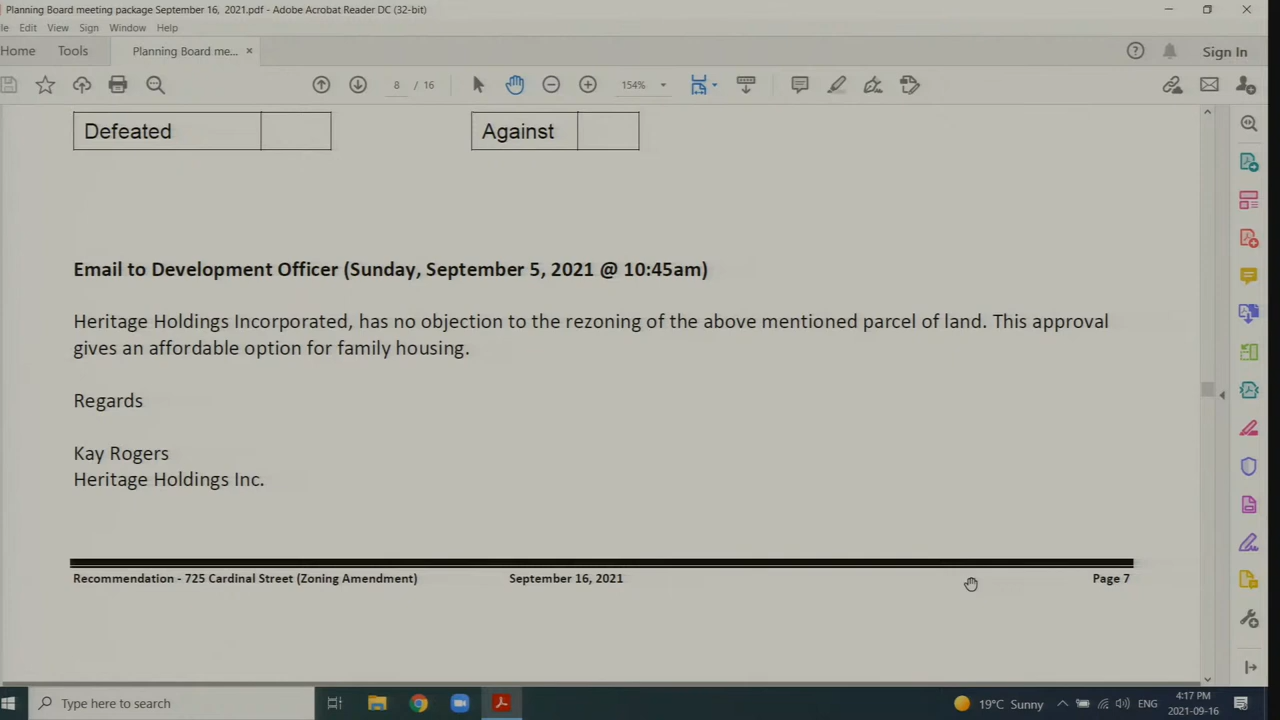 Planning Board meeting package September 16, 2021.pdf - Adobe Acrobat Reader DC (32-bit)
Edit View Sign Window Help
Home Tools Planning Board me... × Sign In
8 / 16 154%
Defeated Against
Email to Development Officer (Sunday, September 5, 2021 @ 10:45am)
Heritage Holdings Incorporated, has no objection to the rezoning of the above mentioned parcel of land. This approval
gives an affordable option for family housing.
Regards
Kay Rogers
Heritage Holdings Inc.
Recommendation - 725 Cardinal Street (Zoning Amendment) September 16, 2021 Page 7
Type here to search 19°C Sunny ENG 4:17 PM
2021-09-16